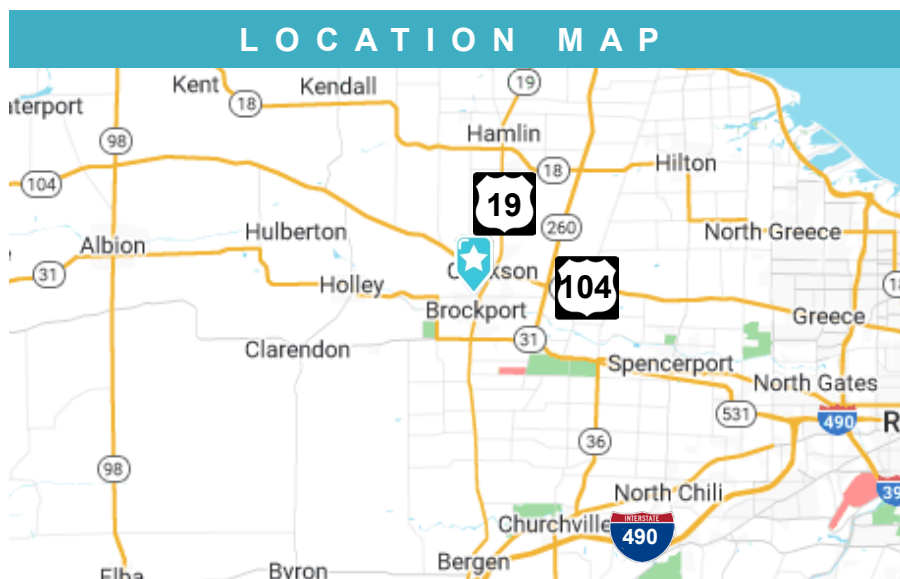 LOCATION MAP
19
Kent
Kendall
18
aterport
98
Hamlin
18
Hilton
104
19
260
North Greece
Albion
Hulberton
31
Holley
104
Brockport
Greece
31
Clarendon
Spencerport
North Gates
531
490
R
36
98
North Chili
39
Churchville
INTERSTATE
490
Bergen
Byron
Elba